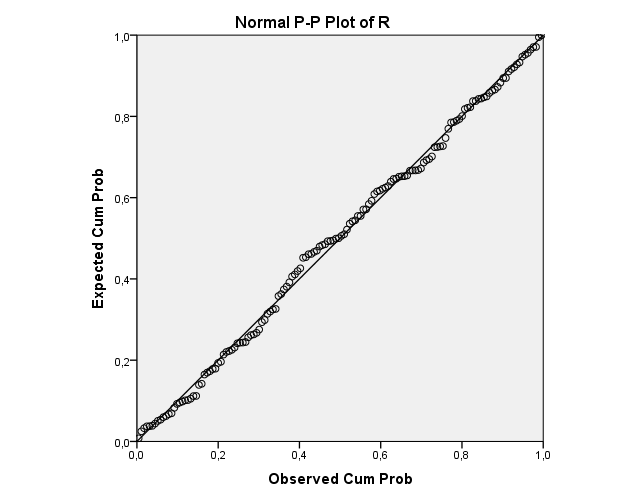 Normal P-P Plot of R
1,0
0,8
0,6
0,4
0,2
0,0
Expected Cum Prob
0,0 0,2 0,4 0,6 0,8 1,0
Observed Cum Prob